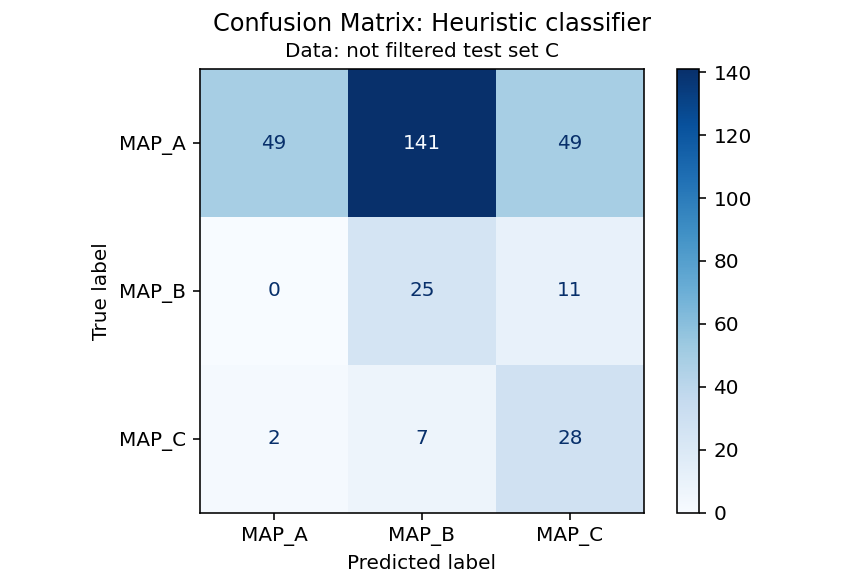 Confusion Matrix: Heuristic classifier
Data: not filtered test set C
True label
MAP_A 49 141 49
MAP_B 0 25 11
MAP_C 2 7 28
MAP_A MAP_B MAP_C
Predicted label
140
120
100
80
60
40
20
0